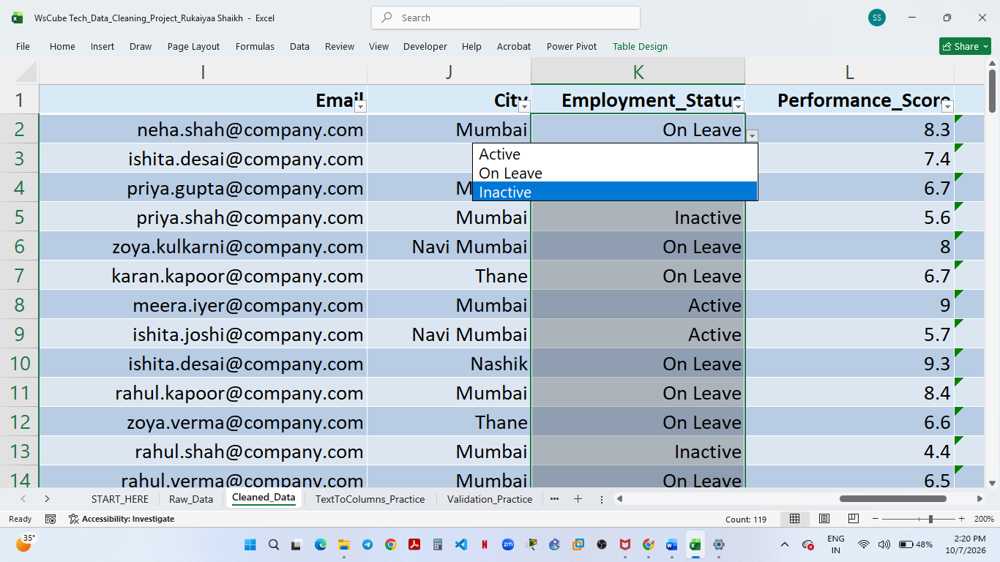 WsCube Tech_Data_Cleaning_Project_Rukaiyaa Shaikh - Excel
Search
SS
File Home Insert Draw Page Layout Formulas Data Review View Developer Help Acrobat Power Pivot Table Design
Share
I J K L
1 Email City Employment_Status Performance_Score
2 neha.shah@company.com Mumbai On Leave 8.3
3 ishita.desai@company.com 7.4
Active
On Leave
Inactive
4 priya.gupta@company.com M 6.7
5 priya.shah@company.com Mumbai Inactive 5.6
6 zoya.kulkarni@company.com Navi Mumbai On Leave 8
7 karan.kapoor@company.com Thane On Leave 6.7
8 meera.iyer@company.com Mumbai Active 9
9 ishita.joshi@company.com Navi Mumbai Active 5.7
10 ishita.desai@company.com Nashik On Leave 9.3
11 rahul.kapoor@company.com Mumbai On Leave 8.4
12 zoya.verma@company.com Thane On Leave 6.6
13 rahul.shah@company.com Mumbai Inactive 4.4
14 rahul.verma@company.com Mumbai On Leave 6.5
START_HERE Raw_Data Cleaned_Data TextToColumns_Practice Validation_Practice
Ready Accessibility: Investigate Count: 119 200%
35°
zm
ENG
IN
48%
2:20 PM
10/7/2026